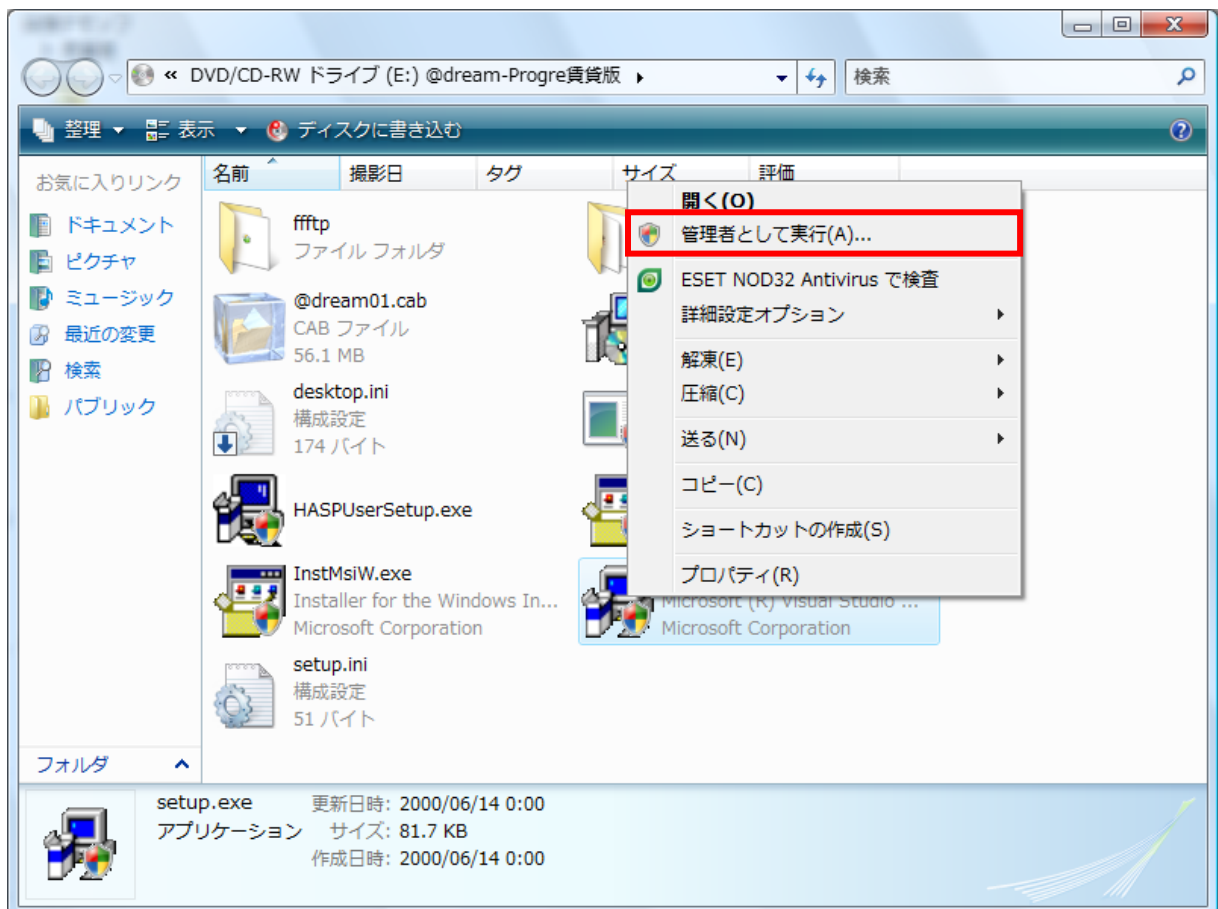 « DVD/CD-RW ドライブ (E:) @dream-Progre賃貸版
検索
整理 表示 ディスクに書き込む
お気に入りリンク
ドキュメント
ピクチャ
ミュージック
最近の変更
検索
パブリック
フォルダ
名前 撮影日 タグ サイズ 評価
ffftp
ファイル フォルダ
@dream01.cab
CAB ファイル
56.1 MB
desktop.ini
構成設定
174 バイト
HASPUserSetup.exe
InstMsiW.exe
Installer for the Windows In...
Microsoft Corporation
setup.ini
構成設定
51 バイト
Microsoft (R) Visual Studio ...
Microsoft Corporation
開く(O)
管理者として実行(A)...
ESET NOD32 Antivirus で検査
詳細設定オプション
解凍(E)
圧縮(C)
送る(N)
コピー(C)
ショートカットの作成(S)
プロパティ(R)
setup.exe 更新日時: 2000/06/14 0:00
アプリケーション サイズ: 81.7 KB
作成日時: 2000/06/14 0:00